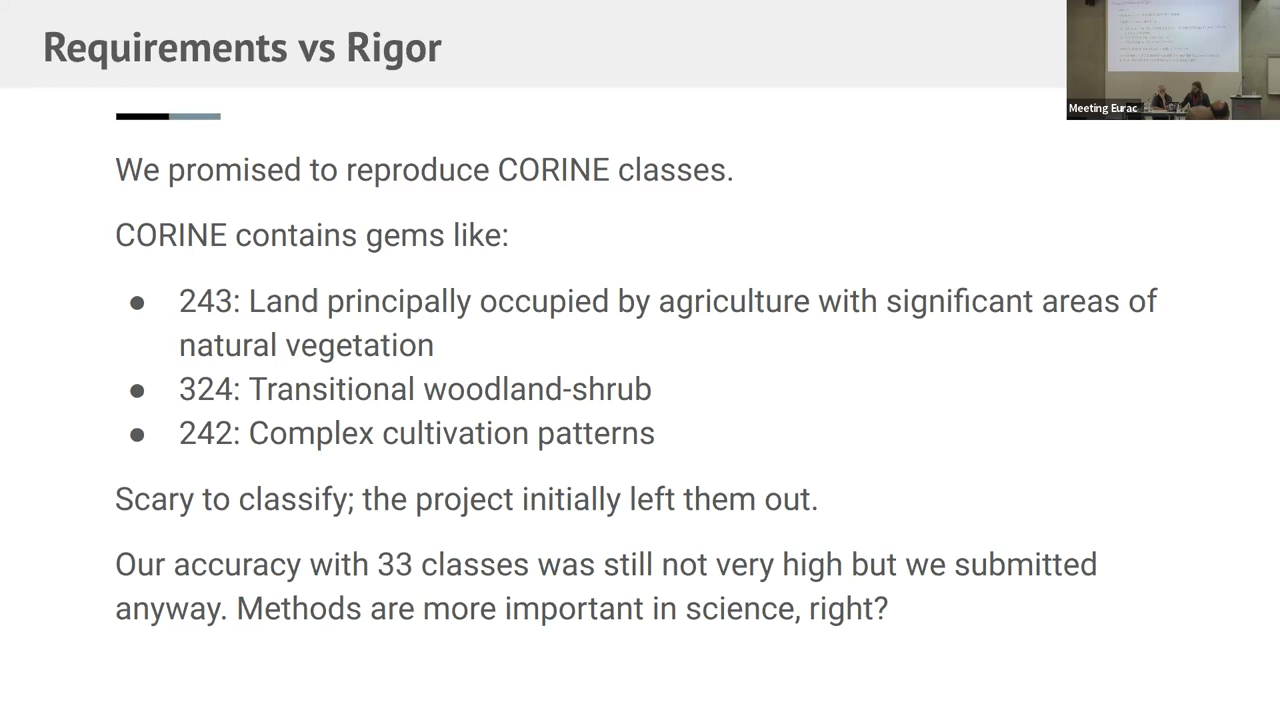 Requirements vs Rigor
Meeting Eurac
We promised to reproduce CORINE classes.
CORINE contains gems like:
● 243: Land principally occupied by agriculture with significant areas of
natural vegetation
● 324: Transitional woodland-shrub
● 242: Complex cultivation patterns
Scary to classify; the project initially left them out.
Our accuracy with 33 classes was still not very high but we submitted
anyway. Methods are more important in science, right?